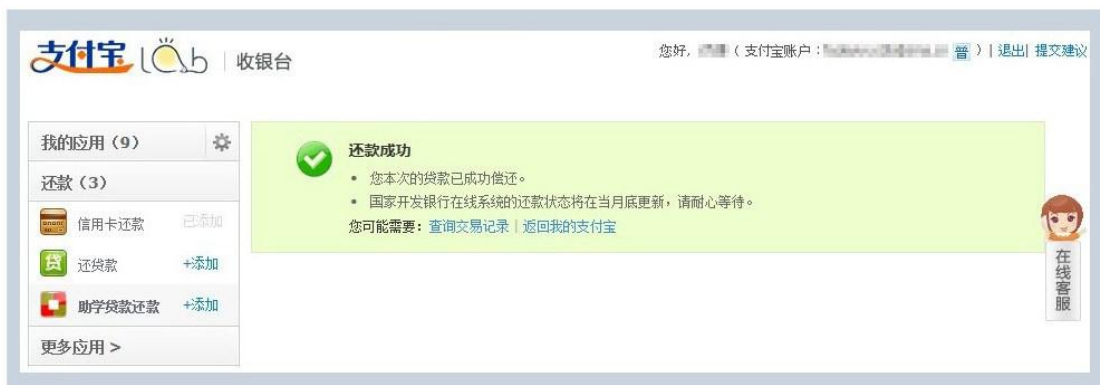 支付宝 lab | 收银台
您好, （支付宝账户： 普 ）| 退出| 提交建议
我的应用（9）
还款（3）
信用卡还款 已添加
贷 还贷款 +添加
助学贷款还款 +添加
更多应用 >
还款成功
• 您本次的贷款已成功偿还。
• 国家开发银行在线系统的还款状态将在当月底更新，请耐心等待。
您可能需要：查询交易记录 | 返回我的支付宝
在线客服